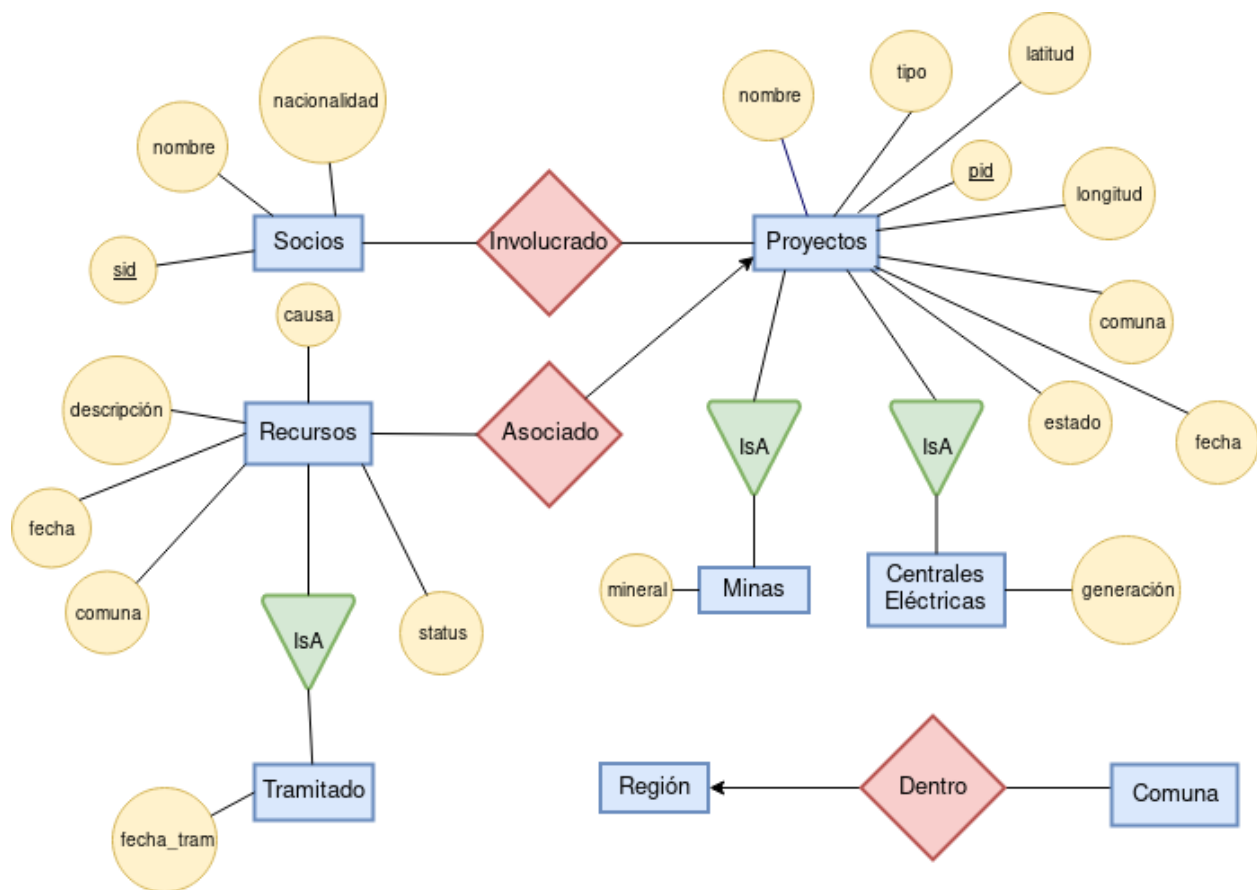 latitud
tipo
nombre
nacionalidad
nombre
pid
longitud
Socios
Involucrado
Proyectos
sid
causa
comuna
descripción
Recursos
Asociado
IsA
IsA
estado
fecha
fecha
mineral
Minas
Centrales
Eléctricas
generación
comuna
IsA
status
Tramitado
Región
Dentro
Comuna
fecha_tram